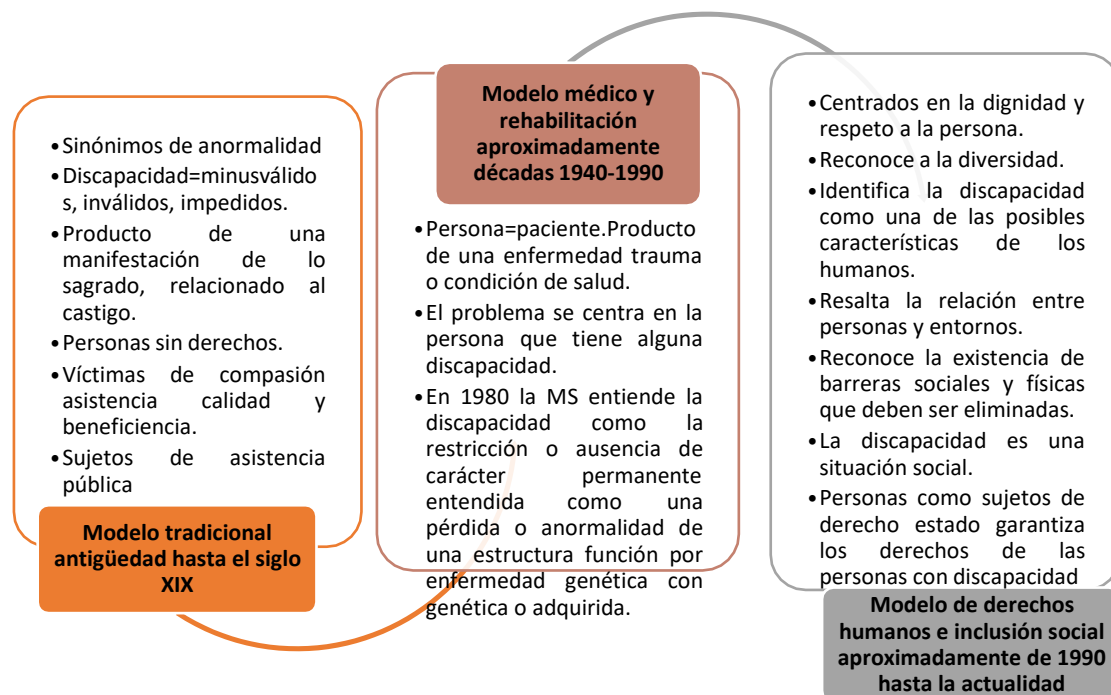 •Sinónimos de anormalidad
•Discapacidad=minusválido
s, inválidos, impedidos.
•Producto de una
manifestación de lo
sagrado, relacionado al
castigo.
•Personas sin derechos.
•Víctimas de compasión
asistencia calidad y
beneficiencia.
•Sujetos de asistencia
pública
Modelo tradicional
antigüedad hasta el siglo
XIX
Modelo médico y
rehabilitación
aproximadamente
décadas 1940-1990
•Persona=paciente.Producto
de una enfermedad trauma
o condición de salud.
•El problema se centra en la
persona que tiene alguna
discapacidad.
•En 1980 la MS entiende la
discapacidad como la
restricción o ausencia de
carácter permanente
entendida como una
pérdida o anormalidad de
una estructura función por
enfermedad genética con
genética o adquirida.
•Centrados en la dignidad y
respeto a la persona.
•Reconoce a la diversidad.
•Identifica la discapacidad
como una de las posibles
características de los
humanos.
•Resalta la relación entre
personas y entornos.
•Reconoce la existencia de
barreras sociales y físicas
que deben ser eliminadas.
•La discapacidad es una
situación social.
•Personas como sujetos de
derecho estado garantiza
los derechos de las
personas con discapacidad
Modelo de derechos
humanos e inclusión social
aproximadamente de 1990
hasta la actualidad